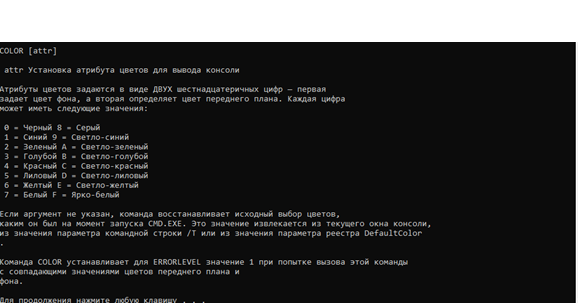 COLOR [attr]
attr Установка атрибута цветов для вывода консоли
Атрибуты цветов задаются в виде ДВУХ шестнадцатеричных цифр – первая
задает цвет фона, а вторая определяет цвет переднего плана. Каждая цифра
может иметь следующие значения:
0 = Черный 8 = Серый
1 = Синий 9 = Светло-синий
2 = Зеленый A = Светло-зеленый
3 = Голубой B = Светло-голубой
4 = Красный C = Светло-красный
5 = Лиловый D = Светло-лиловый
6 = Желтый E = Светло-желтый
7 = Белый F = Ярко-белый
Если аргумент не указан, команда восстанавливает исходный выбор цветов,
каким он был на момент запуска CMD.EXE. Это значение извлекается из текущего окна консоли,
из значения параметра командной строки /T или из значения параметра реестра DefaultColor
.
Команда COLOR устанавливает для ERRORLEVEL значение 1 при попытке вызова этой команды
с совпадающими значениями цветов переднего плана и
фона.
Для продолжения нажмите любую клавишу . . .